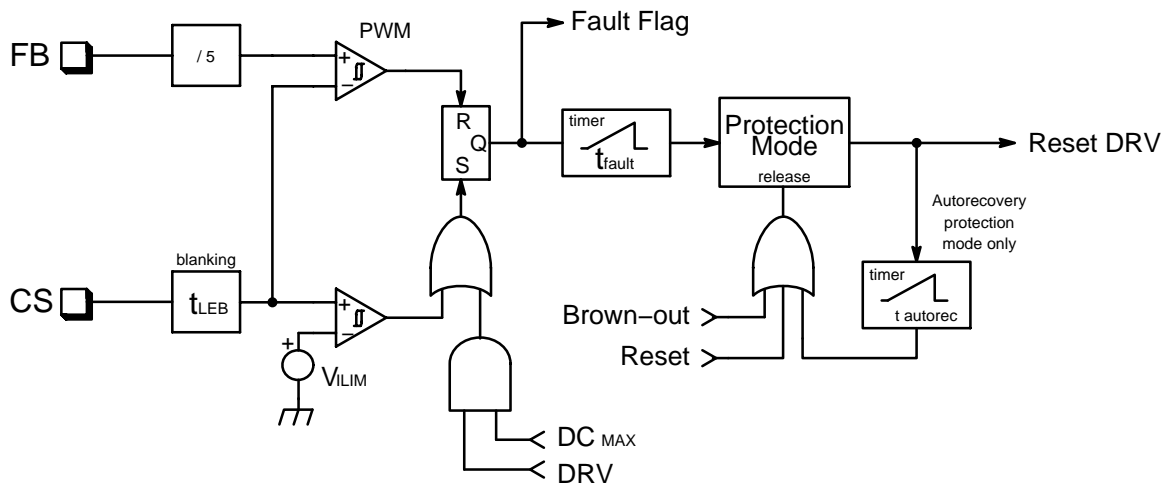 FB
/ 5
PWM
+
−
Fault Flag
R
Q
S
timer
tfault
Protection
Mode
release
Reset DRV
Autorecovery
protection
mode only
timer
t autorec
CS
blanking
tLEB
+
−
+
VILIM
Brown−out
Reset
DC MAX
DRV